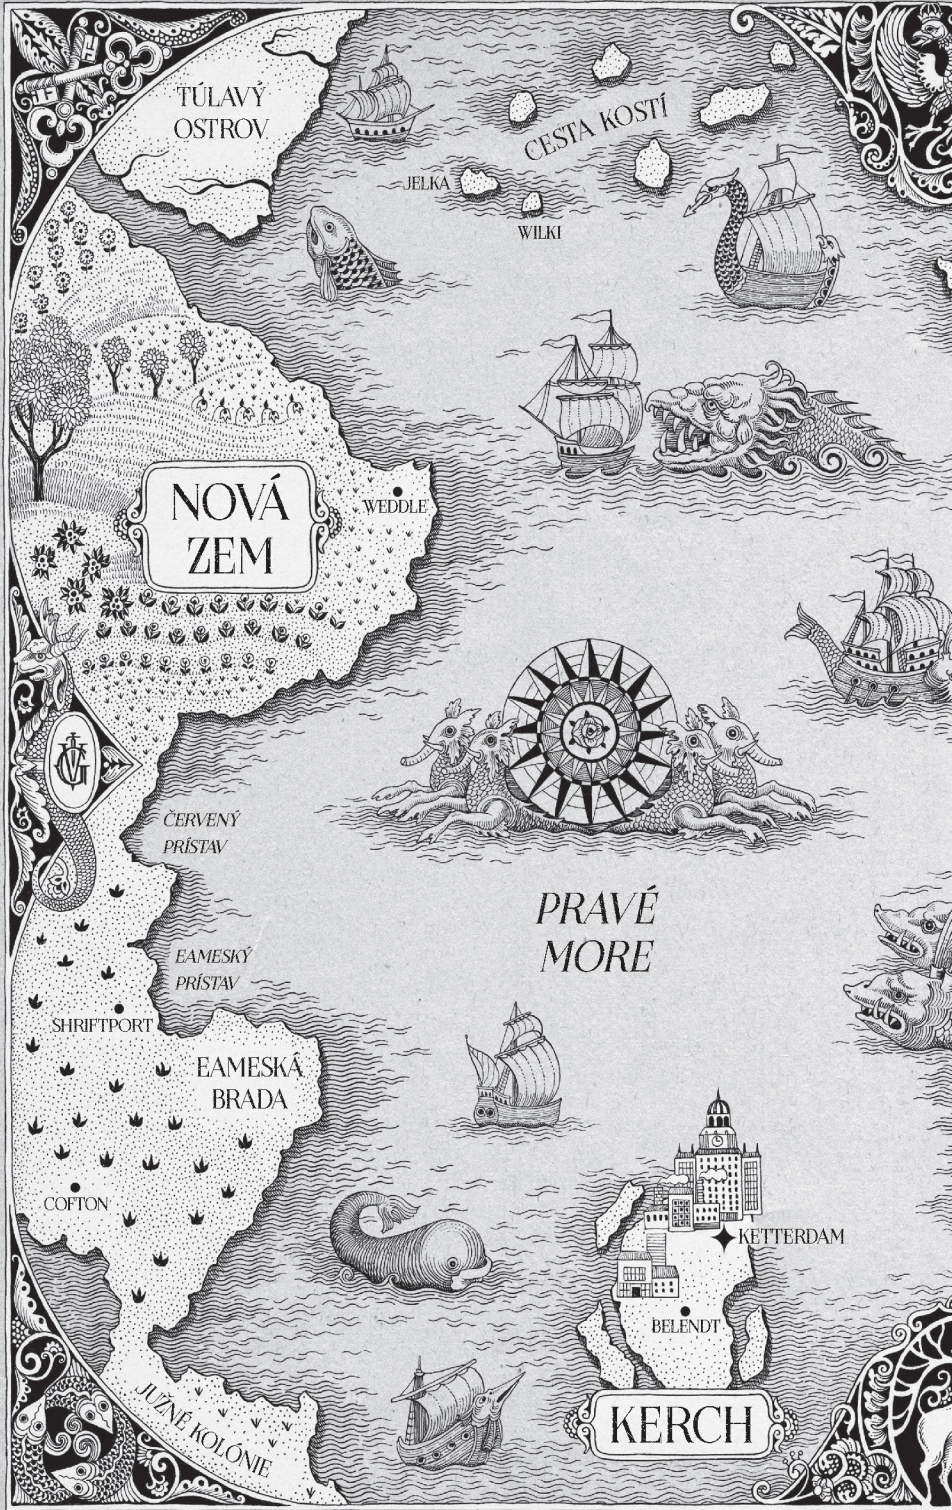 TÚLAVÝ
OSTROV
CESTA KOSTÍ
JELKA
WILKI
NOVÁ
ZEM
WEDDLE
ČERVENÝ
PRÍSTAV
PRAVÉ
MORE
EAMESKÝ
PRÍSTAV
SHRIFTPORT
EAMESKÁ
BRADA
COFTON
KETTERDAM
BELENDT
JUŽNÉ KOLÓNIE
KERCH